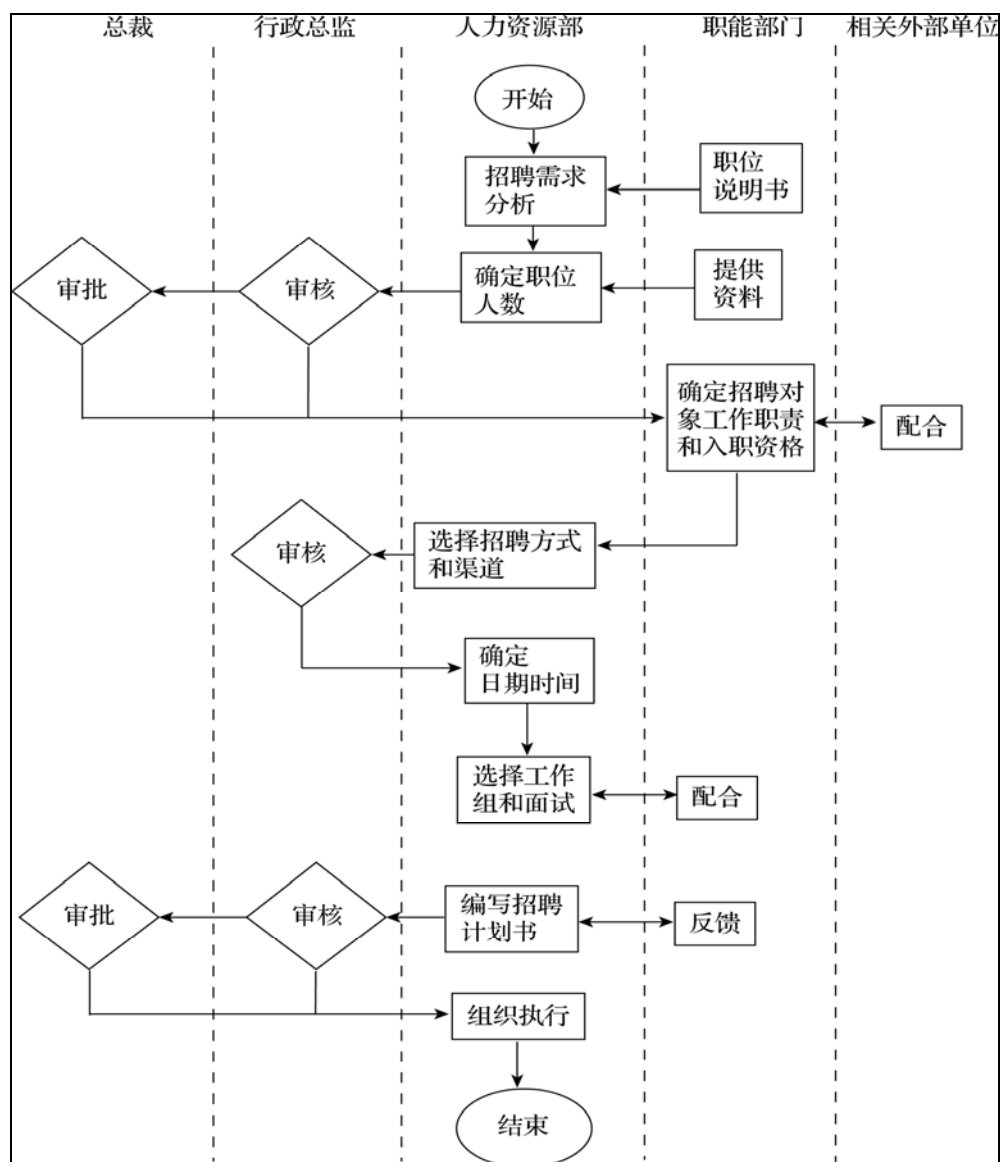 总裁 行政总监 人力资源部 职能部门 相关外部单位
开始
招聘需求
分析
职位
说明书
审批
审核
确定职位
人数
提供
资料
确定招聘对
象工作职责
和入职资格
配合
审核
选择招聘方式
和渠道
确定
日期时间
选择工作
组和面试
配合
审批
审核
编写招聘
计划书
反馈
组织执行
结束